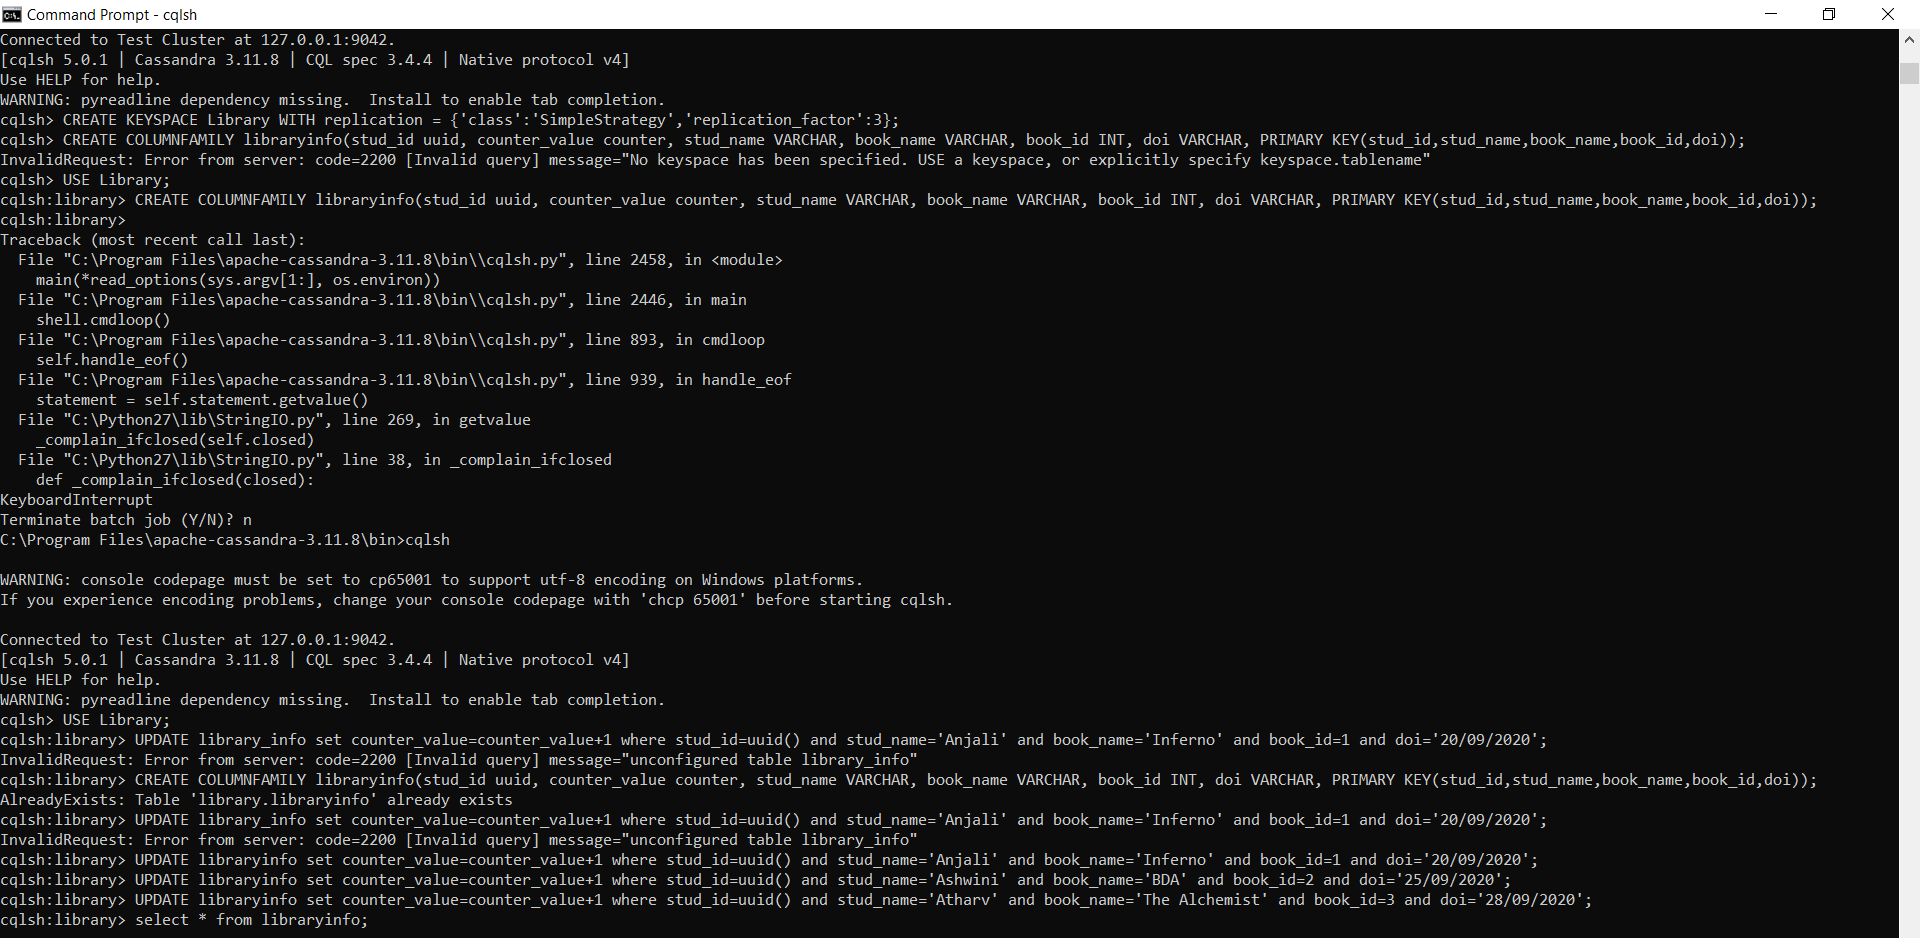 Command Prompt - cqlsh
Connected to Test Cluster at 127.0.0.1:9042.
[cqlsh 5.0.1 | Cassandra 3.11.8 | CQL spec 3.4.4 | Native protocol v4]
Use HELP for help.
WARNING: pyreadline dependency missing.  Install to enable tab completion.
cqlsh> CREATE KEYSPACE Library WITH replication = {'class':'SimpleStrategy','replication_factor':3};
cqlsh> CREATE COLUMNFAMILY libraryinfo(stud_id uuid, counter_value counter, stud_name VARCHAR, book_name VARCHAR, book_id INT, doi VARCHAR, PRIMARY KEY(stud_id,stud_name,book_name,book_id,doi));
InvalidRequest: Error from server: code=2200 [Invalid query] message="No keyspace has been specified. USE a keyspace, or explicitly specify keyspace.tablename"
cqlsh> USE Library;
cqlsh:library> CREATE COLUMNFAMILY libraryinfo(stud_id uuid, counter_value counter, stud_name VARCHAR, book_name VARCHAR, book_id INT, doi VARCHAR, PRIMARY KEY(stud_id,stud_name,book_name,book_id,doi));
cqlsh:library>
Traceback (most recent call last):
  File "C:\Program Files\apache-cassandra-3.11.8\bin\\cqlsh.py", line 2458, in <module>
    main(*read_options(sys.argv[1:], os.environ))
  File "C:\Program Files\apache-cassandra-3.11.8\bin\\cqlsh.py", line 2446, in main
    shell.cmdloop()
  File "C:\Program Files\apache-cassandra-3.11.8\bin\\cqlsh.py", line 893, in cmdloop
    self.handle_eof()
  File "C:\Program Files\apache-cassandra-3.11.8\bin\\cqlsh.py", line 939, in handle_eof
    statement = self.statement.getvalue()
  File "C:\Python27\lib\StringIO.py", line 269, in getvalue
    _complain_ifclosed(self.closed)
  File "C:\Python27\lib\StringIO.py", line 38, in _complain_ifclosed
    def _complain_ifclosed(closed):
KeyboardInterrupt
Terminate batch job (Y/N)? n
C:\Program Files\apache-cassandra-3.11.8\bin>cqlsh
WARNING: console codepage must be set to cp65001 to support utf-8 encoding on Windows platforms.
If you experience encoding problems, change your console codepage with 'chcp 65001' before starting cqlsh.
Connected to Test Cluster at 127.0.0.1:9042.
[cqlsh 5.0.1 | Cassandra 3.11.8 | CQL spec 3.4.4 | Native protocol v4]
Use HELP for help.
WARNING: pyreadline dependency missing.  Install to enable tab completion.
cqlsh> USE Library;
cqlsh:library> UPDATE library_info set counter_value=counter_value+1 where stud_id=uuid() and stud_name='Anjali' and book_name='Inferno' and book_id=1 and doi='20/09/2020';
InvalidRequest: Error from server: code=2200 [Invalid query] message="unconfigured table library_info"
cqlsh:library> CREATE COLUMNFAMILY libraryinfo(stud_id uuid, counter_value counter, stud_name VARCHAR, book_name VARCHAR, book_id INT, doi VARCHAR, PRIMARY KEY(stud_id,stud_name,book_name,book_id,doi));
AlreadyExists: Table 'library.libraryinfo' already exists
cqlsh:library> UPDATE library_info set counter_value=counter_value+1 where stud_id=uuid() and stud_name='Anjali' and book_name='Inferno' and book_id=1 and doi='20/09/2020';
InvalidRequest: Error from server: code=2200 [Invalid query] message="unconfigured table library_info"
cqlsh:library> UPDATE libraryinfo set counter_value=counter_value+1 where stud_id=uuid() and stud_name='Anjali' and book_name='Inferno' and book_id=1 and doi='20/09/2020';
cqlsh:library> UPDATE libraryinfo set counter_value=counter_value+1 where stud_id=uuid() and stud_name='Ashwini' and book_name='BDA' and book_id=2 and doi='25/09/2020';
cqlsh:library> UPDATE libraryinfo set counter_value=counter_value+1 where stud_id=uuid() and stud_name='Atharv' and book_name='The Alchemist' and book_id=3 and doi='28/09/2020';
cqlsh:library> select * from libraryinfo;